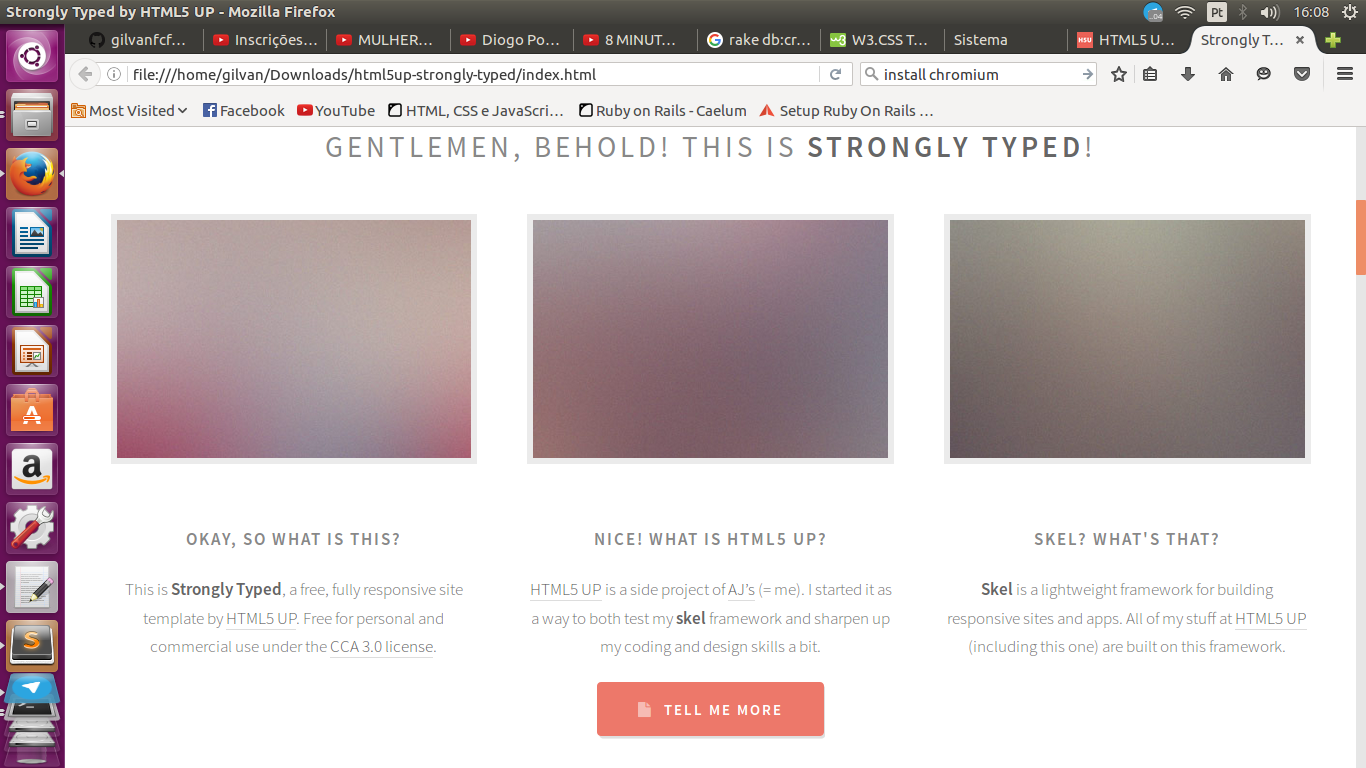 Strongly Typed by HTML5 UP - Mozilla Firefox
04 Pt 16:08
gilvanfcf... Inscrições... MULHER... Diogo Po... 8 MINUT... rake db:cr... W3.CSS T... Sistema HTML5 U... Strongly T...
file:///home/gilvan/Downloads/html5up-strongly-typed/index.html install chromium
Most Visited Facebook YouTube HTML, CSS e JavaScri... Ruby on Rails - Caelum Setup Ruby On Rails ...
GENTLEMEN, BEHOLD! THIS IS STRONGLY TYPED!
OKAY, SO WHAT IS THIS?
This is Strongly Typed, a free, fully responsive site
template by HTML5 UP. Free for personal and
commercial use under the CCA 3.0 license.
NICE! WHAT IS HTML5 UP?
HTML5 UP is a side project of AJ's (= me). I started it as
a way to both test my skel framework and sharpen up
my coding and design skills a bit.
SKEL? WHAT'S THAT?
Skel is a lightweight framework for building
responsive sites and apps. All of my stuff at HTML5 UP
(including this one) are built on this framework.
TELL ME MORE